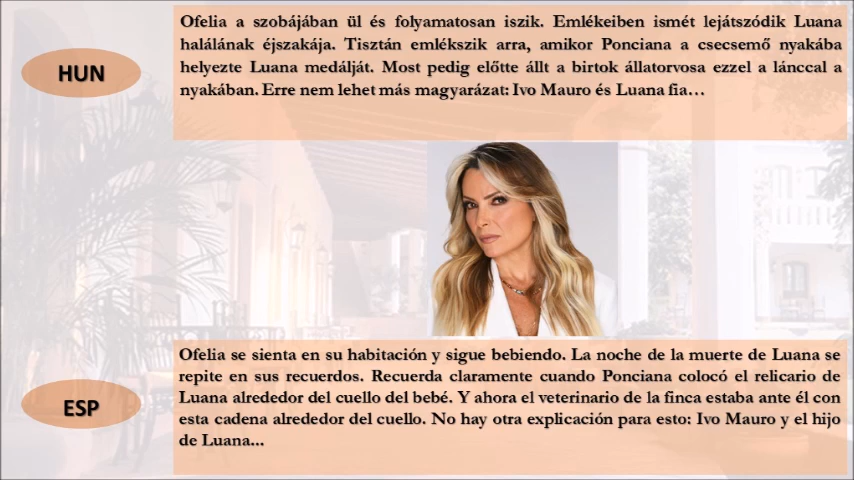 HUN
Ofelia a szobájában ül és folyamatosan iszik. Emlékeiben ismét lejátszódik Luana
halálának éjszakája. Tisztán emlékszik arra, amikor Ponciana a csecsemő nyakába
helyezte Luana medálját. Most pedig előtte állt a birtok állatorvosa ezzel a lánccal a
nyakában. Erre nem lehet más magyarázat: Ivo Mauro és Luana fia…
ESP
Ofelia se sienta en su habitación y sigue bebiendo. La noche de la muerte de Luana se
repite en sus recuerdos. Recuerda claramente cuando Ponciana colocó el relicario de
Luana alrededor del cuello del bebé. Y ahora el veterinario de la finca estaba ante él con
esta cadena alrededor del cuello. No hay otra explicación para esto: Ivo Mauro y el hijo
de Luana...